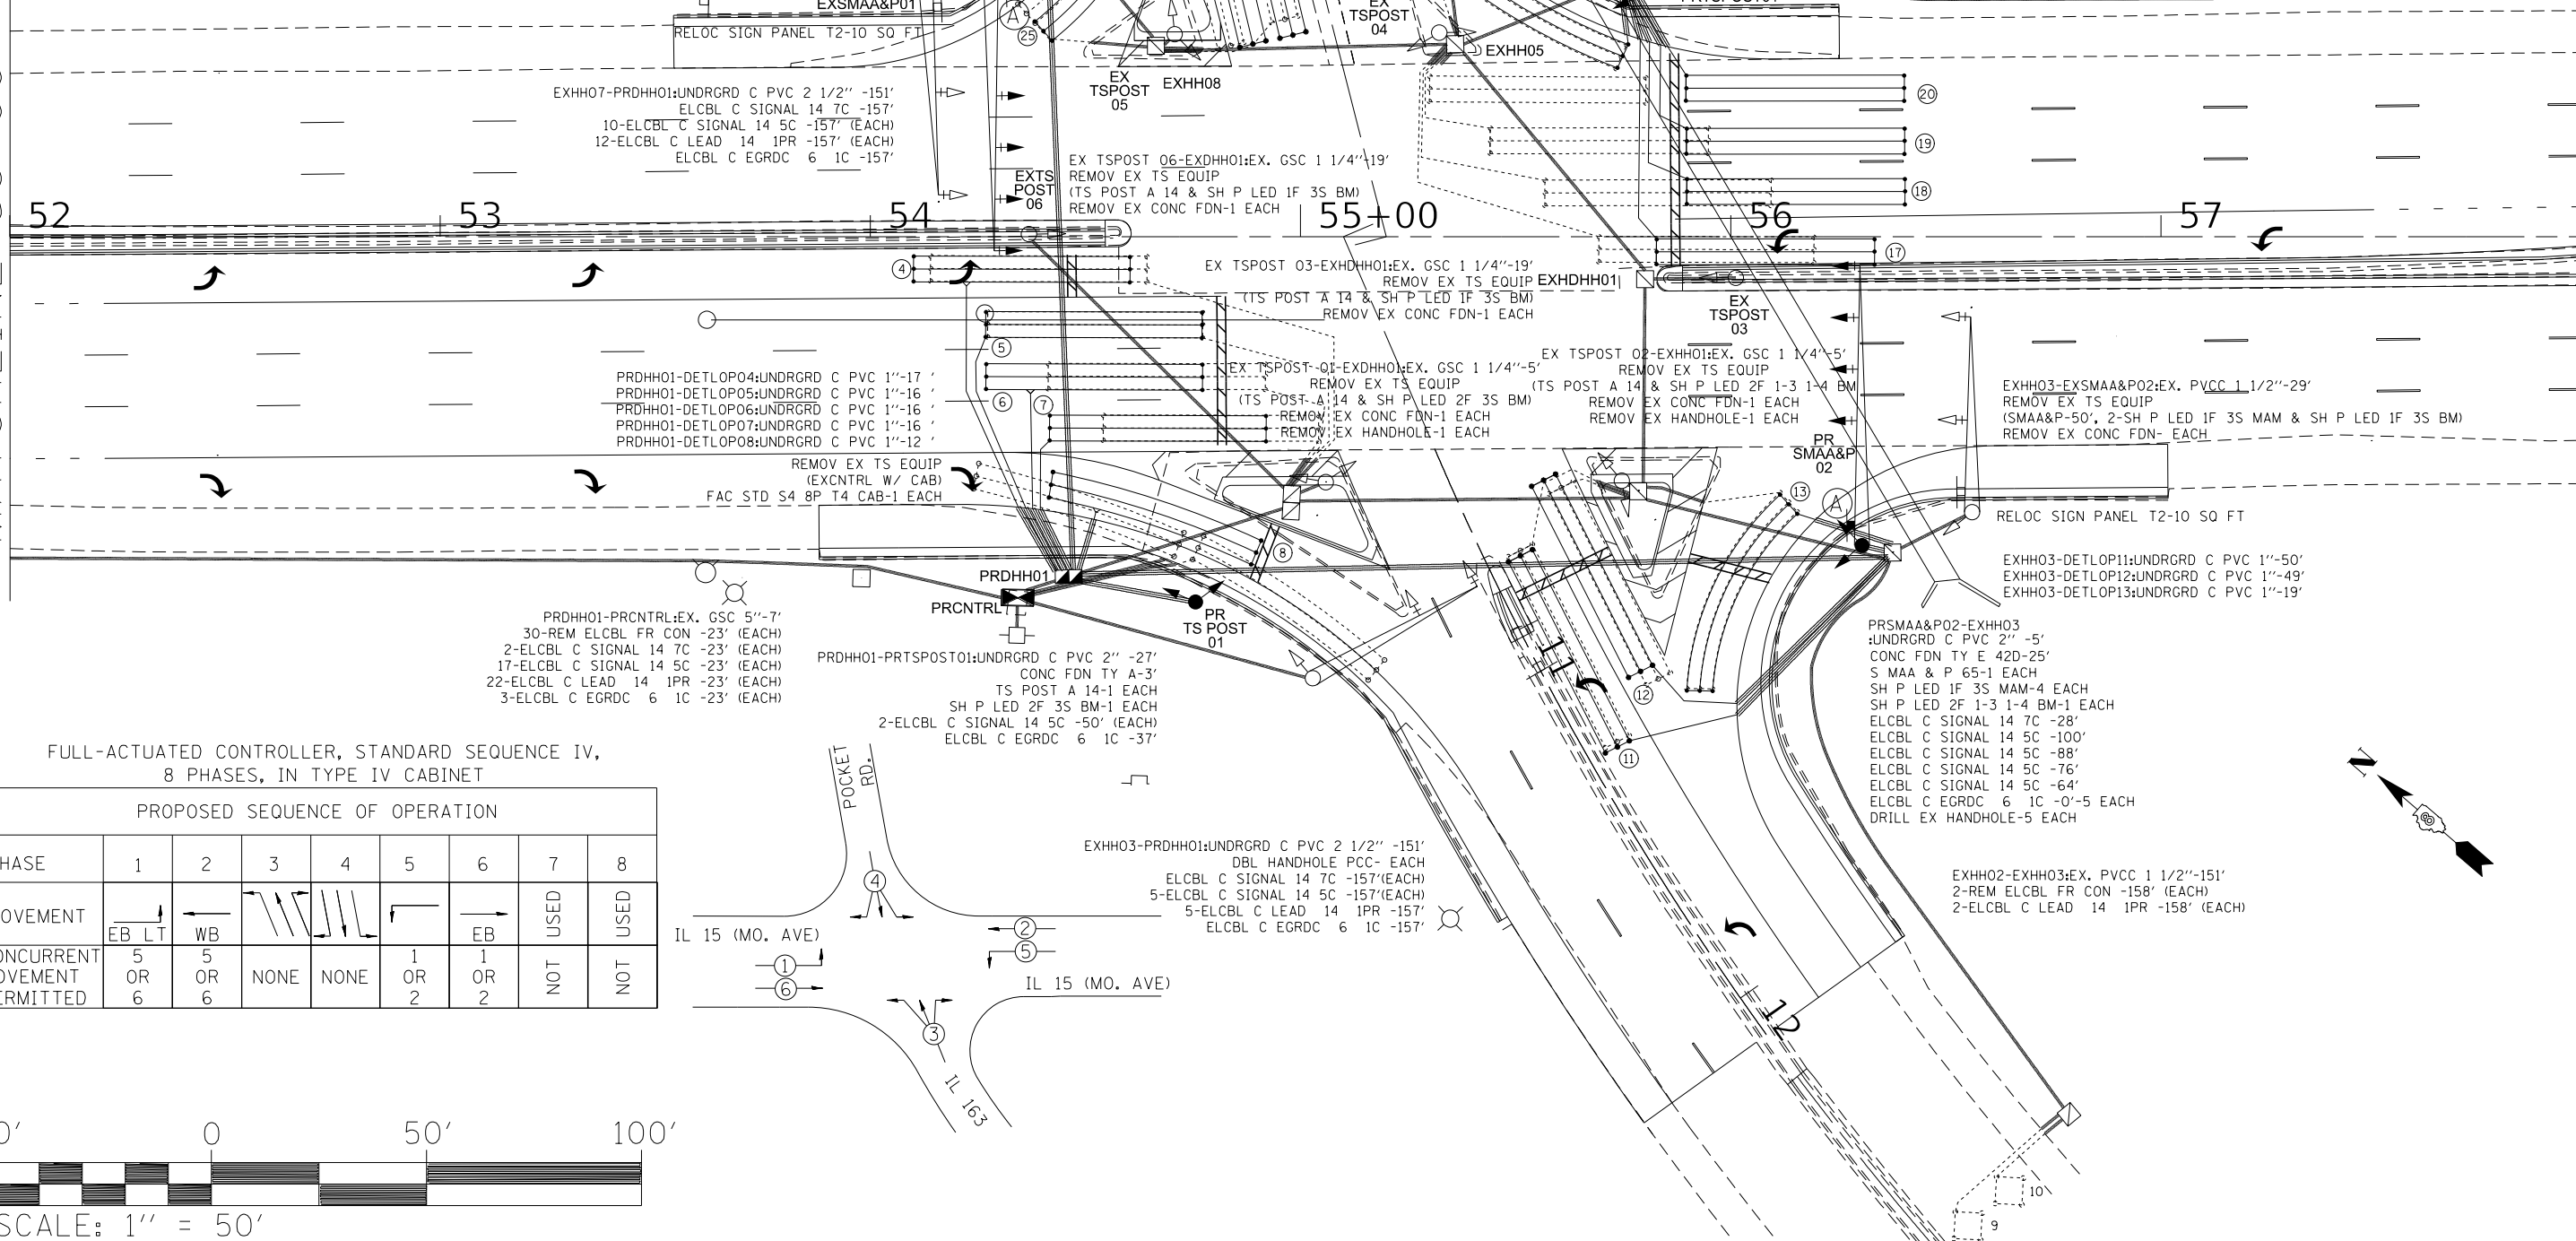 EXSMAA&P01
RELOC SIGN PANEL T2-10 SQ FT
A
25
EX
TSPOST
04
EXHH05
EX
TSPOST
05
EXHH08
EXHH07-PRDHH01:UNDRGRD C PVC 2 1/2'' -151'
ELCBL C SIGNAL 14 7C -157'
10-ELCBL C SIGNAL 14 5C -157' (EACH)
12-ELCBL C LEAD 14 1PR -157' (EACH)
ELCBL C EGRDC 6 1C -157'
20
19
18
EX TSPOST 06-EXDHH01:EX. GSC 1 1/4''-19'
REMOV EX TS EQUIP
(TS POST A 14 & SH P LED 1F 3S BM)
REMOV EX CONC FDN-1 EACH
EXTS
POST
06
52
53
54
55+00
56
57
17
4
EX TSPOST 03-EXHDHH01:EX. GSC 1 1/4''-19'
REMOV EX TS EQUIP
(TS POST A 14 & SH P LED 1F 3S BM)
REMOV EX CONC FDN-1 EACH
EXHDHH01
EX
TSPOST
03
5
6
7
PRDHH01-DETLOP04:UNDRGRD C PVC 1''-17 '
PRDHH01-DETLOP05:UNDRGRD C PVC 1''-16 '
PRDHH01-DETLOP06:UNDRGRD C PVC 1''-16 '
PRDHH01-DETLOP07:UNDRGRD C PVC 1''-16 '
PRDHH01-DETLOP08:UNDRGRD C PVC 1''-12 '
EX TSPOST 01-EXDHH01:EX. GSC 1 1/4''-5'
REMOV EX TS EQUIP
(TS POST A 14 & SH P LED 2F 3S BM)
REMOV EX CONC FDN-1 EACH
REMOV EX HANDHOLE-1 EACH
EX TSPOST 02-EXHH01:EX. GSC 1 1/4''-5'
REMOV EX TS EQUIP
(TS POST A 14 & SH P LED 2F 1-3 1-4 BM
REMOV EX CONC FDN-1 EACH
REMOV EX HANDHOLE-1 EACH
EXHH03-EXSMAA&P02:EX. PVCC 1 1/2''-29'
REMOV EX TS EQUIP
(SMAA&P-50', 2-SH P LED 1F 3S MAM & SH P LED 1F 3S BM)
REMOV EX CONC FDN- EACH
PR
SMAA&P
02
REMOV EX TS EQUIP
(EXCNTRL W/ CAB)
FAC STD S4 8P T4 CAB-1 EACH
13
A
RELOC SIGN PANEL T2-10 SQ FT
8
EXHH03-DETLOP11:UNDRGRD C PVC 1''-50'
EXHH03-DETLOP12:UNDRGRD C PVC 1''-49'
EXHH03-DETLOP13:UNDRGRD C PVC 1''-19'
PRDHH01
PRCNTRL
PR
TS POST
01
PRDHH01-PRCNTRL:EX. GSC 5''-7'
30-REM ELCBL FR CON -23' (EACH)
2-ELCBL C SIGNAL 14 7C -23' (EACH)
17-ELCBL C SIGNAL 14 5C -23' (EACH)
22-ELCBL C LEAD 14 1PR -23' (EACH)
3-ELCBL C EGRDC 6 1C -23' (EACH)
PRDHH01-PRTSPOST01:UNDRGRD C PVC 2'' -27'
CONC FDN TY A-3'
TS POST A 14-1 EACH
SH P LED 2F 3S BM-1 EACH
2-ELCBL C SIGNAL 14 5C -50' (EACH)
ELCBL C EGRDC 6 1C -37'
11
12
11
PRSMAA&P02-EXHH03
:UNDRGRD C PVC 2'' -5'
CONC FDN TY E 42D-25'
S MAA & P 65-1 EACH
SH P LED 1F 3S MAM-4 EACH
SH P LED 2F 1-3 1-4 BM-1 EACH
ELCBL C SIGNAL 14 7C -28'
ELCBL C SIGNAL 14 5C -100'
ELCBL C SIGNAL 14 5C -88'
ELCBL C SIGNAL 14 5C -76'
ELCBL C SIGNAL 14 5C -64'
ELCBL C EGRDC 6 1C -0'-5 EACH
DRILL EX HANDHOLE-5 EACH
N
FULL-ACTUATED CONTROLLER, STANDARD SEQUENCE IV,
8 PHASES, IN TYPE IV CABINET
PROPOSED SEQUENCE OF OPERATION
HASE 1 2 3 4 5 6 7 8
OVEMENT EB LT WB EB NOT USED NOT USED
ONCURRENT 5 5 1 1
OVEMENT OR OR NONE NONE OR OR
ERMITTED 6 6 2 2
POCKET
RD.
4
IL 15 (MO. AVE)
2
5
1
6
IL 15 (MO. AVE)
3
IL 163
EXHH03-PRDHH01:UNDRGRD C PVC 2 1/2'' -151'
DBL HANDHOLE PCC- EACH
ELCBL C SIGNAL 14 7C -157'(EACH)
5-ELCBL C SIGNAL 14 5C -157'(EACH)
5-ELCBL C LEAD 14 1PR -157'
ELCBL C EGRDC 6 1C -157'
EXHH02-EXHH03:EX. PVCC 1 1/2''-151'
2-REM ELCBL FR CON -158' (EACH)
2-ELCBL C LEAD 14 1PR -158' (EACH)
12
10
9
0' 0 50' 100'
SCALE: 1'' = 50'